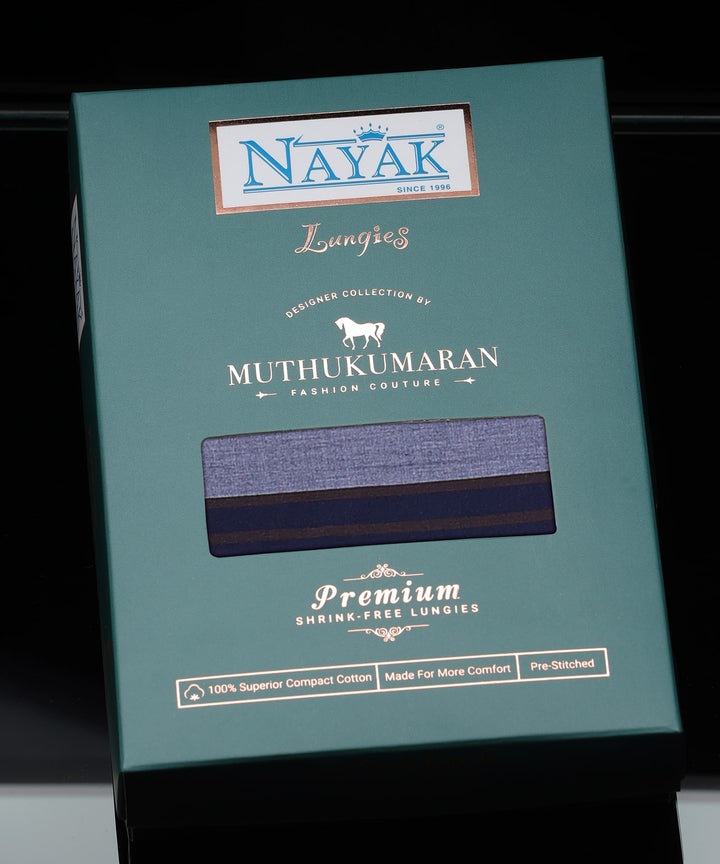 NAYAK®
SINCE 1996
Lungies
DESIGNER COLLECTION BY
MUTHUKUMARAN
FASHION COUTURE
Premium
SHRINK-FREE LUNGIES
100% Superior Compact Cotton
Made For More Comfort
Pre-Stitched